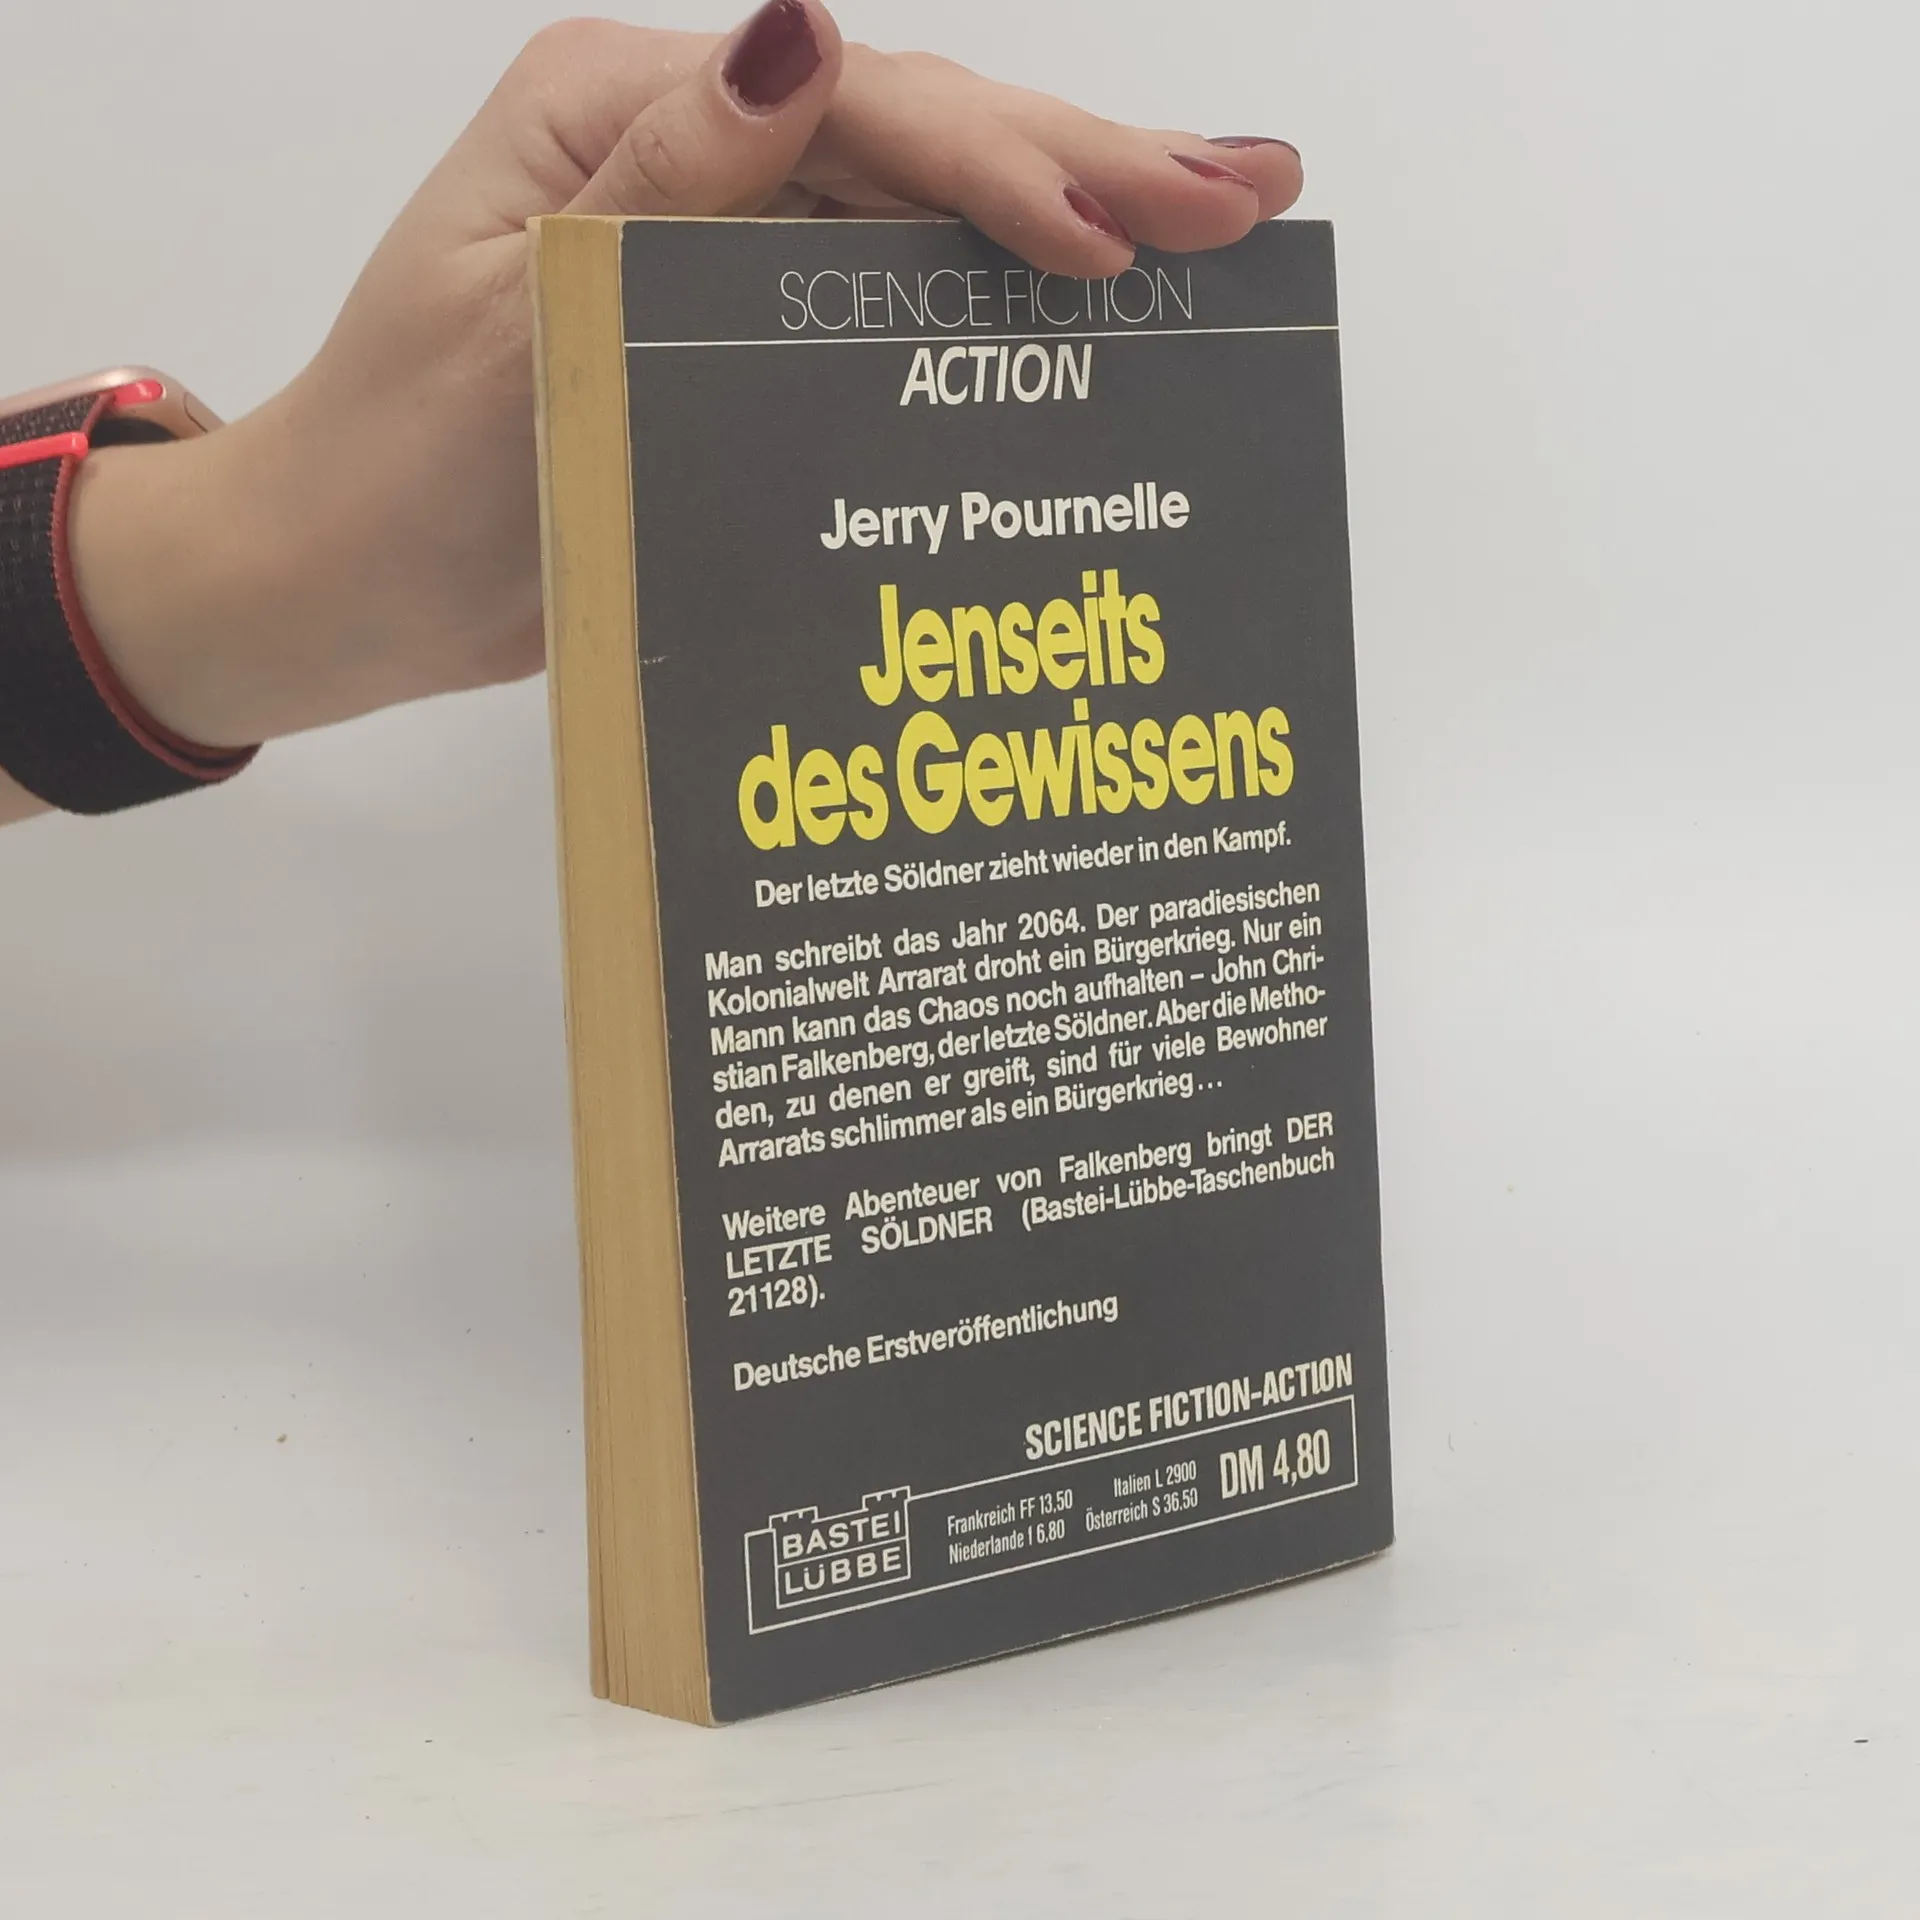 SCIENCE FICTION
ACTION
Jerry Pournelle
Jenseits
des Gewissens
Der letzte Söldner zieht wieder in den Kampf.
Man schreibt das Jahr 2064. Der paradiesischen
Kolonialwelt Arrarat droht ein Bürgerkrieg. Nur ein
Mann kann das Chaos noch aufhalten – John Chri-
stian Falkenberg, der letzte Söldner. Aber die Metho-
den, zu denen er greift, sind für viele Bewohner
Arrarats schlimmer als ein Bürgerkrieg...
Weitere Abenteuer von Falkenberg bringt DER
LETZTE SÖLDNER (Bastei-Lübbe-Taschenbuch
21128).
Deutsche Erstveröffentlichung
SCIENCE FICTION-ACTION
BASTEI
LÜBBE
Frankreich FF 13,50
Niederlande f 6.80
Italien L 2900
Österreich S 36.50
DM 4,80